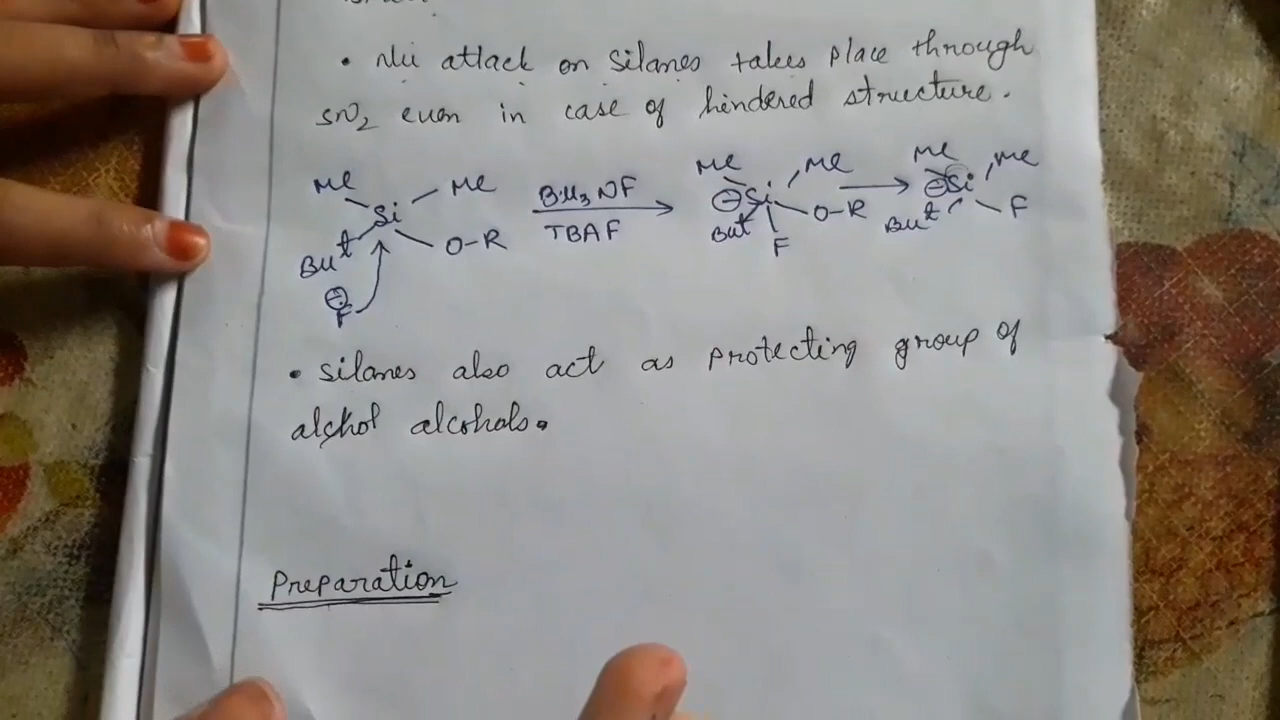 • Nu attack on silanes takes place through
SN2 even in case of hindered structure.
Me Me Si But O-R ⊖ F
Bu3NF
TBAF
Me Me ⊖Si But O-R F
Me Me ⊖Si But F
• silanes also act as protecting group of
alchol alcohols.
Preparation